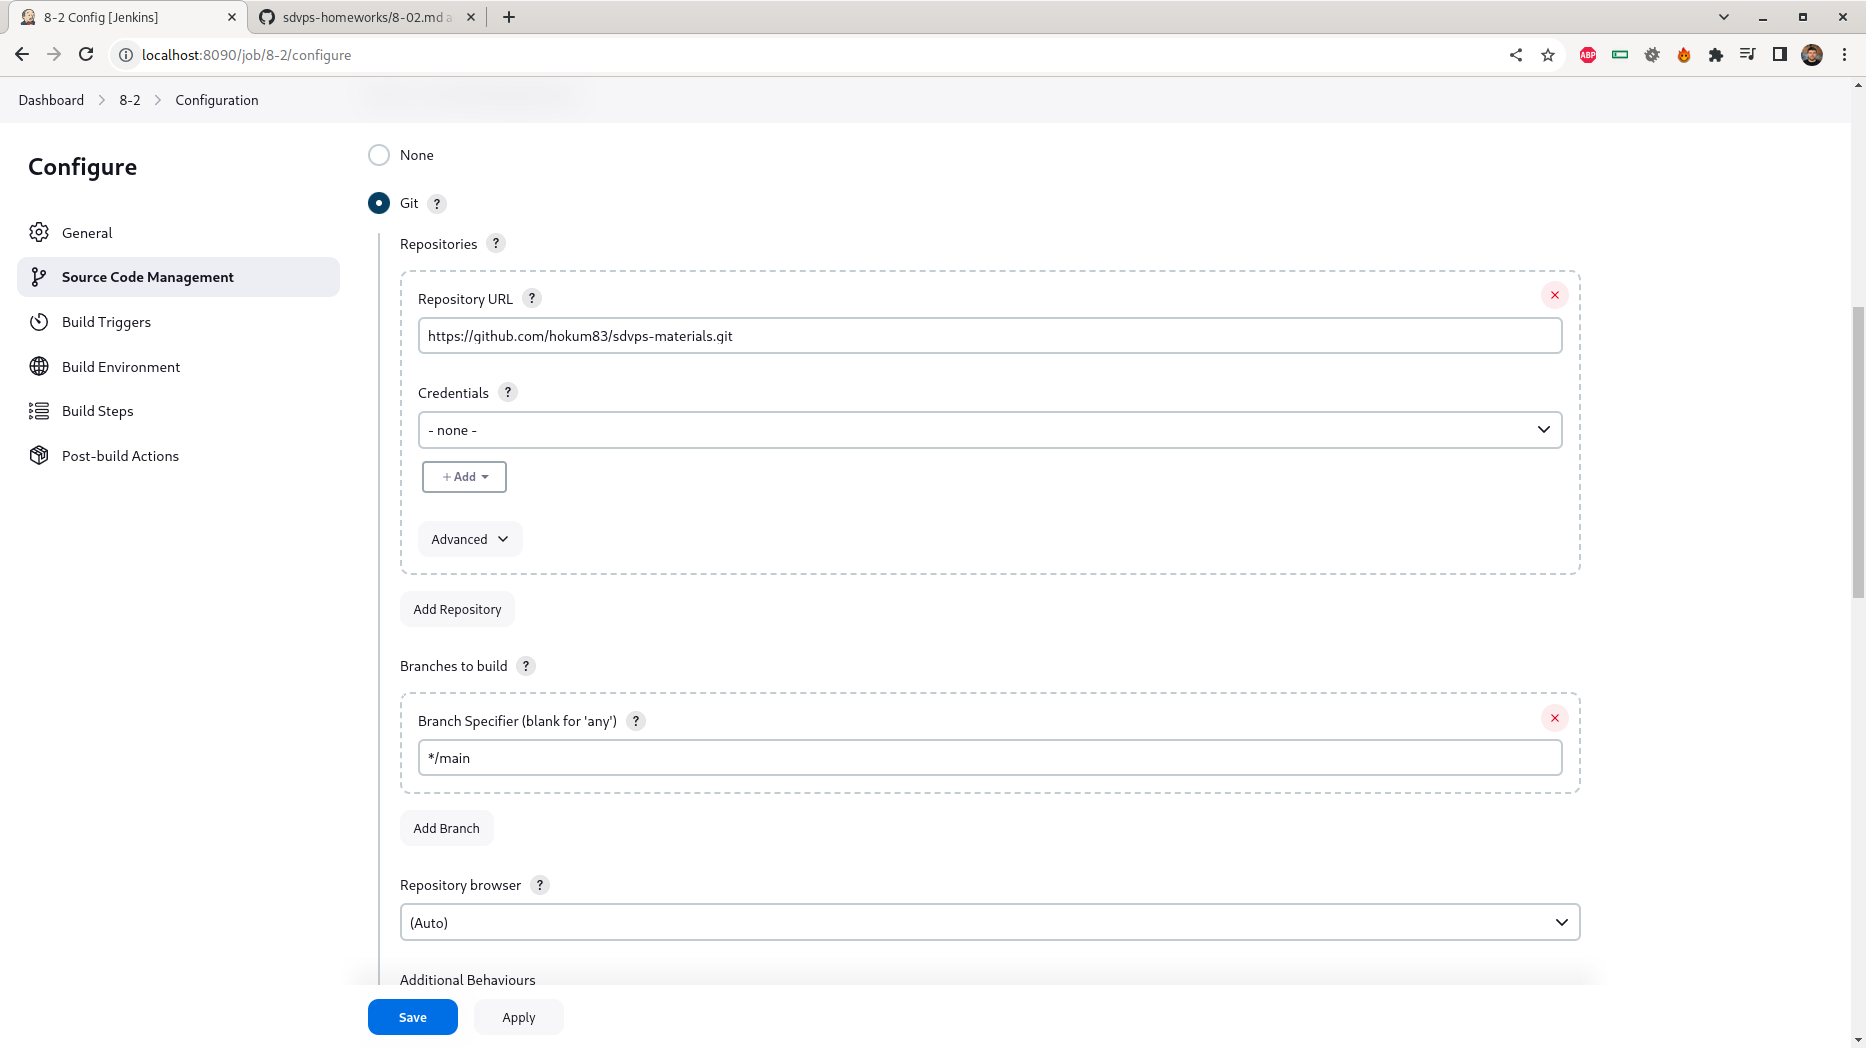 8-2 Config [Jenkins]
sdvps-homeworks/8-02.md a
localhost:8090/job/8-2/configure
ABP
Dashboard
8-2
Configuration
Configure
General
Source Code Management
Build Triggers
Build Environment
Build Steps
Post-build Actions
None
Git ?
Repositories ?
Repository URL ?
https://github.com/hokum83/sdvps-materials.git
Credentials ?
- none -
+ Add
Advanced
Add Repository
Branches to build ?
Branch Specifier (blank for 'any') ?
*/main
Add Branch
Repository browser ?
(Auto)
Additional Behaviours
Save
Apply